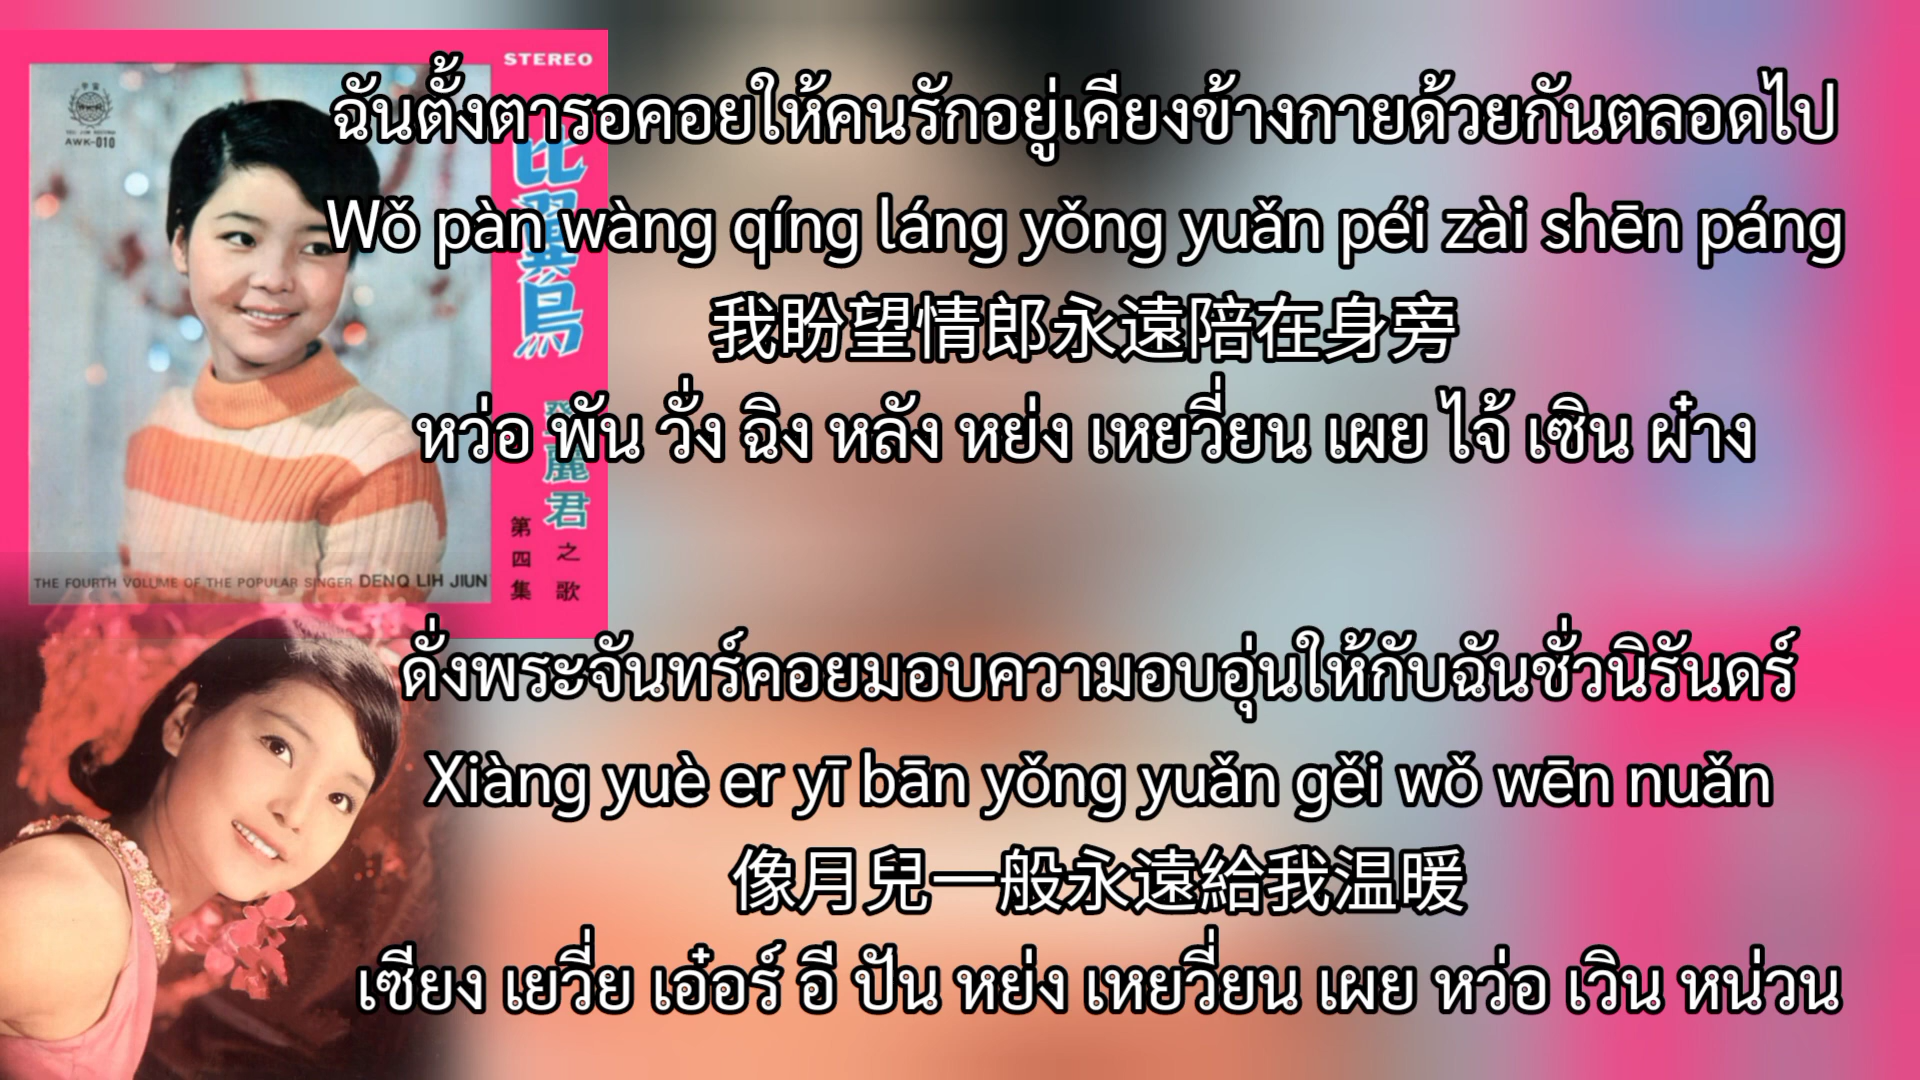 STEREO
AWK-010
比翼鳥
鄧麗君之歌
第四集
THE FOURTH VOLUME OF THE POPULAR SINGER DENQ LIH JIUN
ฉันตั้งตารอคอยให้คนรักอยู่เคียงข้างกายด้วยกันตลอดไป
Wǒ pàn wàng qíng láng yǒng yuǎn péi zài shēn páng
我盼望情郎永遠陪在身旁
หว่อ พัน วั่ง ฉิง หลัง หย่ง เหยวี่ยน เผย ไจ้ เซิน ผ๋าง
ดั่งพระจันทร์คอยมอบความอบอุ่นให้กับฉันชั่วนิรันดร์
Xiàng yuè er yī bān yǒng yuǎn gěi wǒ wēn nuǎn
像月兒一般永遠給我温暖
เซียง เยวี่ย เอ๋อร์ อี ปัน หย่ง เหยวี่ยน เผย หว่อ เวิน หน่วน